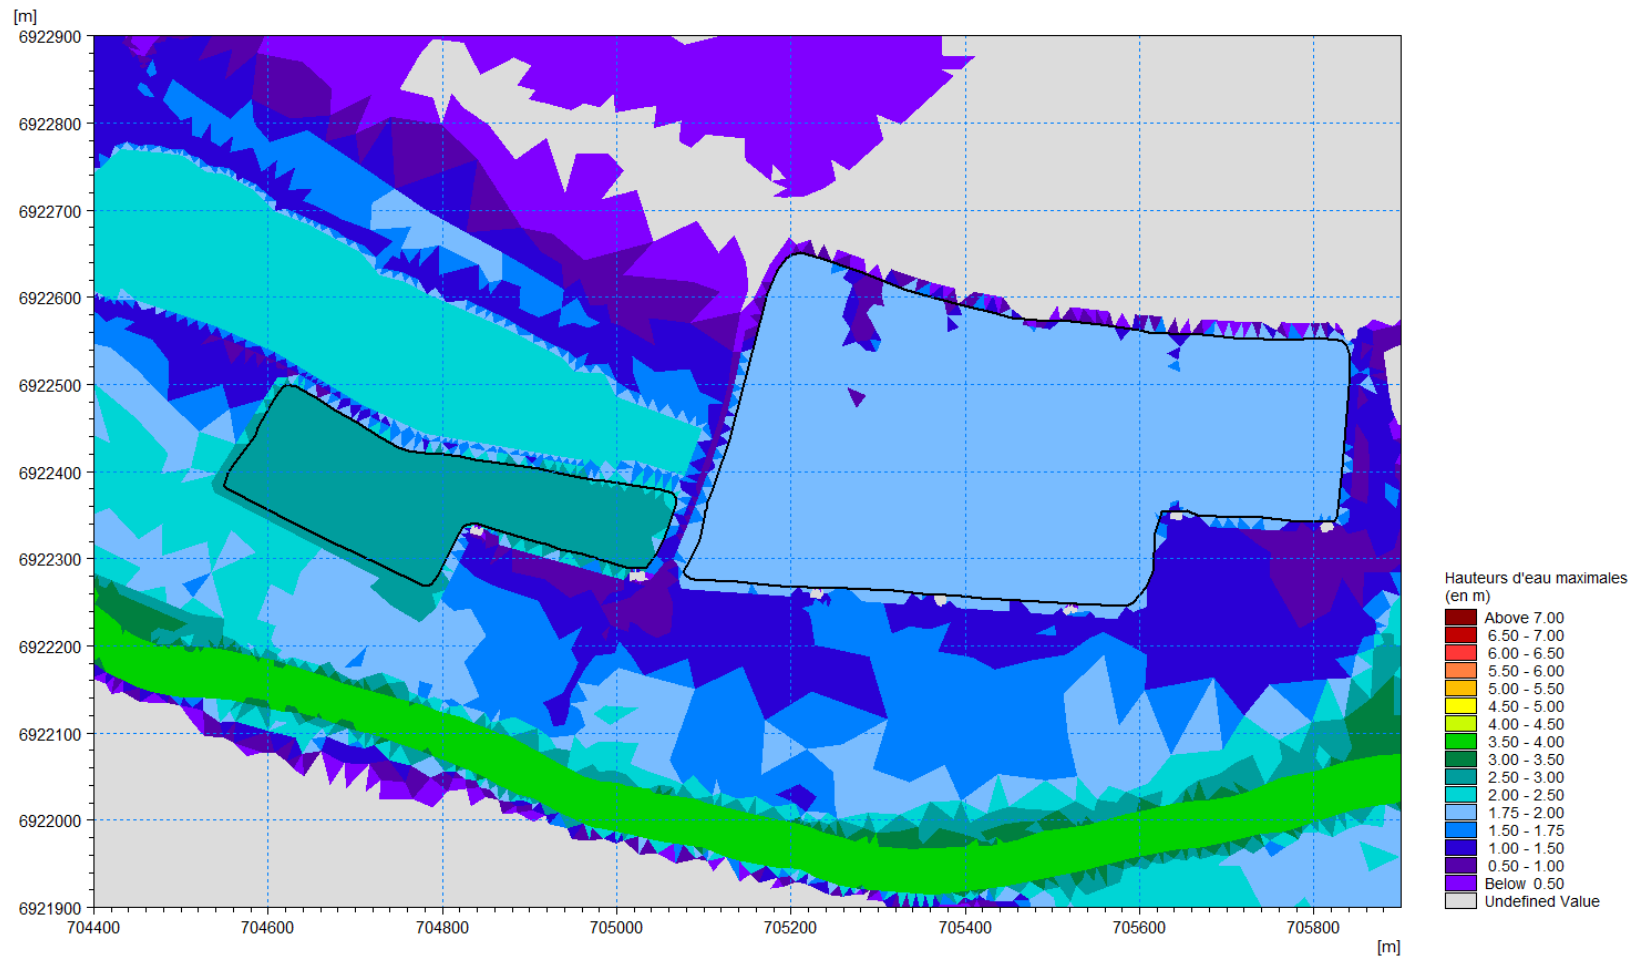 [m]
6922900
6922800
6922700
6922600
6922500
6922400
6922300
6922200
6922100
6922000
6921900
704400 704600 704800 705000 705200 705400 705600 705800
[m]
Hauteurs d'eau maximales
(en m)
Above 7.00
6.50 - 7.00
6.00 - 6.50
5.50 - 6.00
5.00 - 5.50
4.50 - 5.00
4.00 - 4.50
3.50 - 4.00
3.00 - 3.50
2.50 - 3.00
2.00 - 2.50
1.75 - 2.00
1.50 - 1.75
1.00 - 1.50
0.50 - 1.00
Below 0.50
Undefined Value